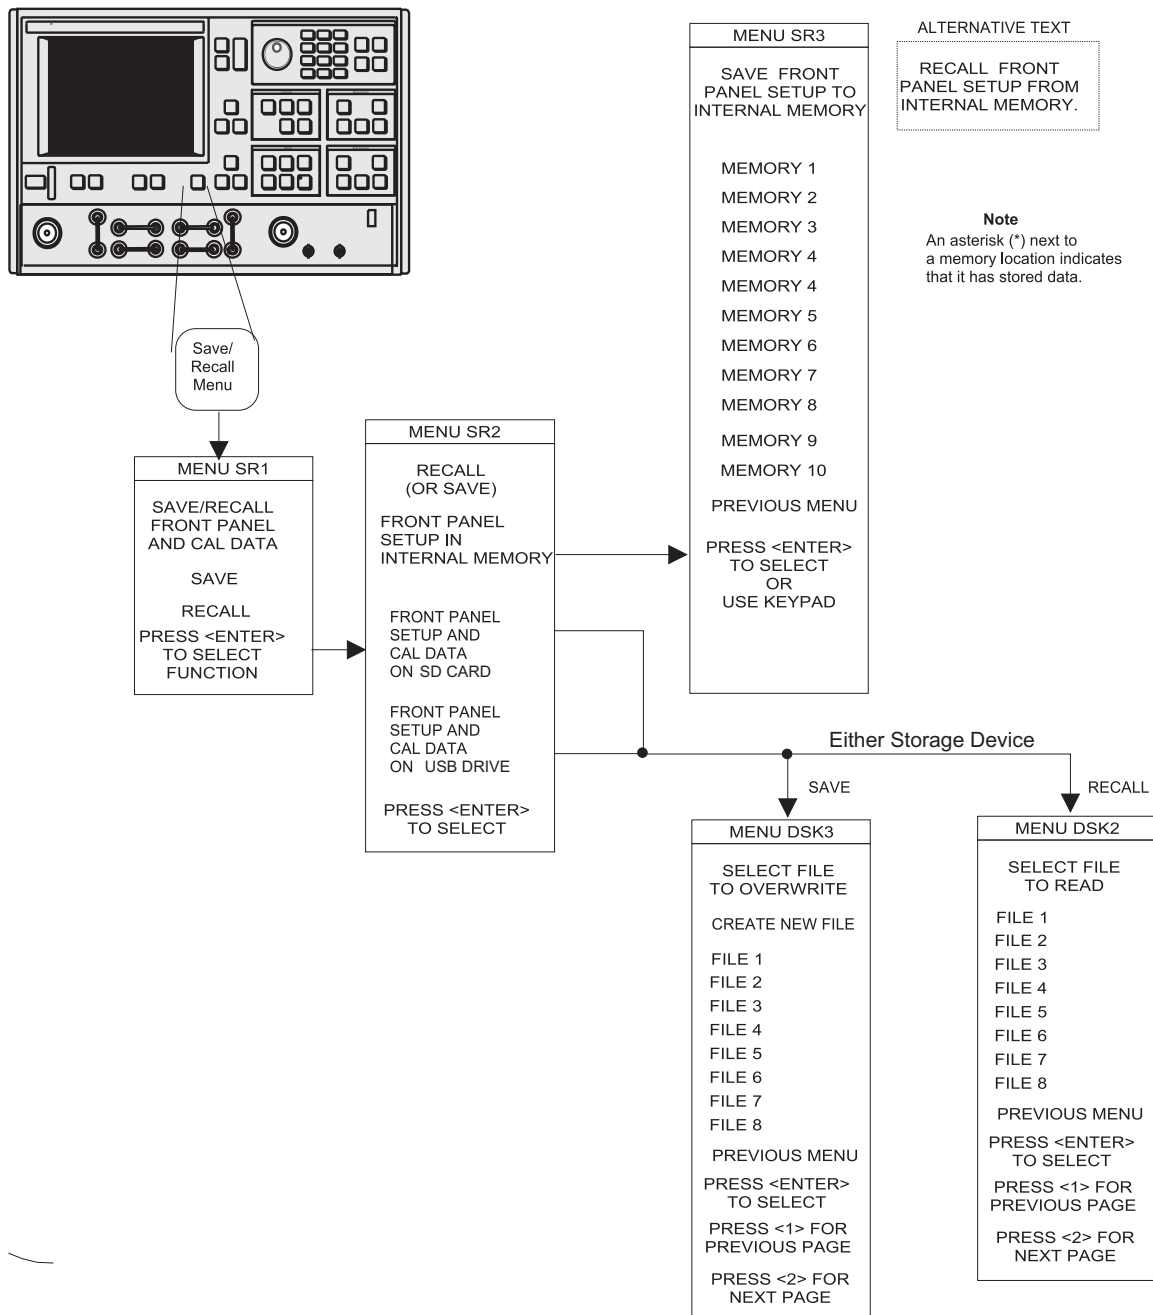 Save/
Recall
Menu
MENU SR1
SAVE/RECALL
FRONT PANEL
AND CAL DATA
SAVE
RECALL
PRESS <ENTER>
TO SELECT
FUNCTION
MENU SR2
RECALL
(OR SAVE)
FRONT PANEL
SETUP IN
INTERNAL MEMORY
FRONT PANEL
SETUP AND
CAL DATA
ON SD CARD
FRONT PANEL
SETUP AND
CAL DATA
ON USB DRIVE
PRESS <ENTER>
TO SELECT
MENU SR3
SAVE FRONT
PANEL SETUP TO
INTERNAL MEMORY
MEMORY 1
MEMORY 2
MEMORY 3
MEMORY 4
MEMORY 4
MEMORY 5
MEMORY 6
MEMORY 7
MEMORY 8
MEMORY 9
MEMORY 10
PREVIOUS MENU
PRESS <ENTER>
TO SELECT
OR
USE KEYPAD
ALTERNATIVE TEXT
RECALL FRONT
PANEL SETUP FROM
INTERNAL MEMORY.
Note
An asterisk (*) next to
a memory location indicates
that it has stored data.
Either Storage Device
SAVE
RECALL
MENU DSK3
SELECT FILE
TO OVERWRITE
CREATE NEW FILE
FILE 1
FILE 2
FILE 3
FILE 4
FILE 5
FILE 6
FILE 7
FILE 8
PREVIOUS MENU
PRESS <ENTER>
TO SELECT
PRESS <1> FOR
PREVIOUS PAGE
PRESS <2> FOR
NEXT PAGE
MENU DSK2
SELECT FILE
TO READ
FILE 1
FILE 2
FILE 3
FILE 4
FILE 5
FILE 6
FILE 7
FILE 8
PREVIOUS MENU
PRESS <ENTER>
TO SELECT
PRESS <1> FOR
PREVIOUS PAGE
PRESS <2> FOR
NEXT PAGE